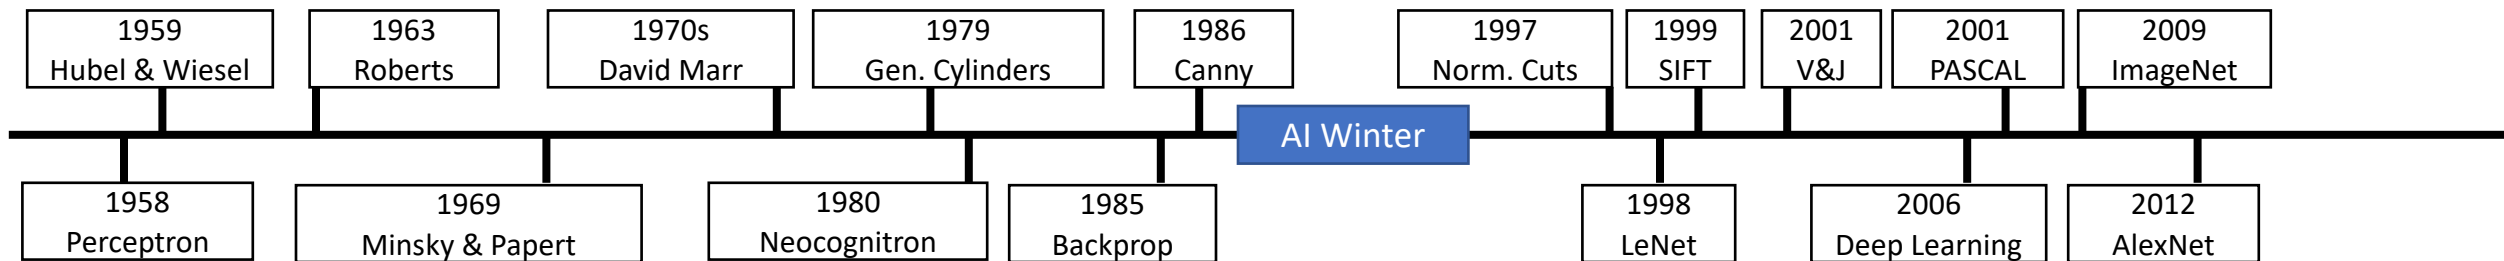 1959
Hubel & Wiesel
1963
Roberts
1970s
David Marr
1979
Gen. Cylinders
1986
Canny
1997
Norm. Cuts
1999
SIFT
2001
V&J
2001
PASCAL
2009
ImageNet
AI Winter
1958
Perceptron
1969
Minsky & Papert
1980
Neocognitron
1985
Backprop
1998
LeNet
2006
Deep Learning
2012
AlexNet